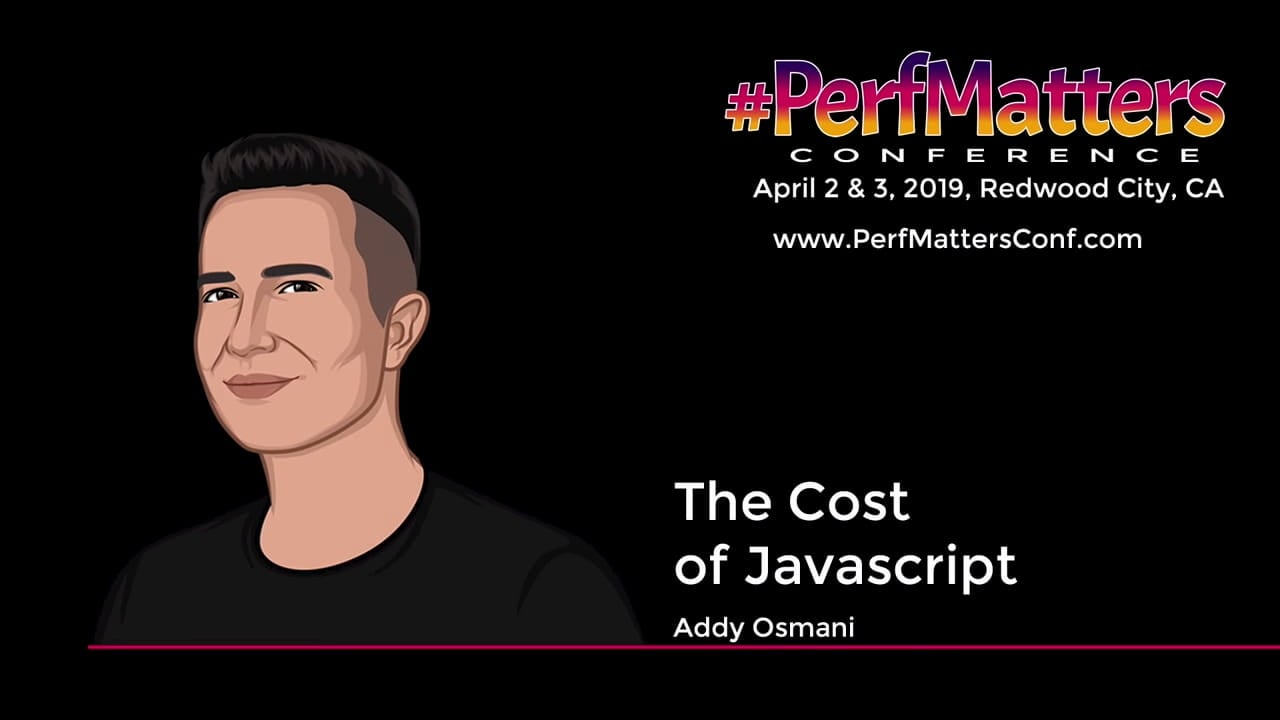 #PerfMatters
CONFERENCE
April 2 & 3, 2019, Redwood City, CA
www.PerfMattersConf.com
The Cost
of Javascript
Addy Osmani